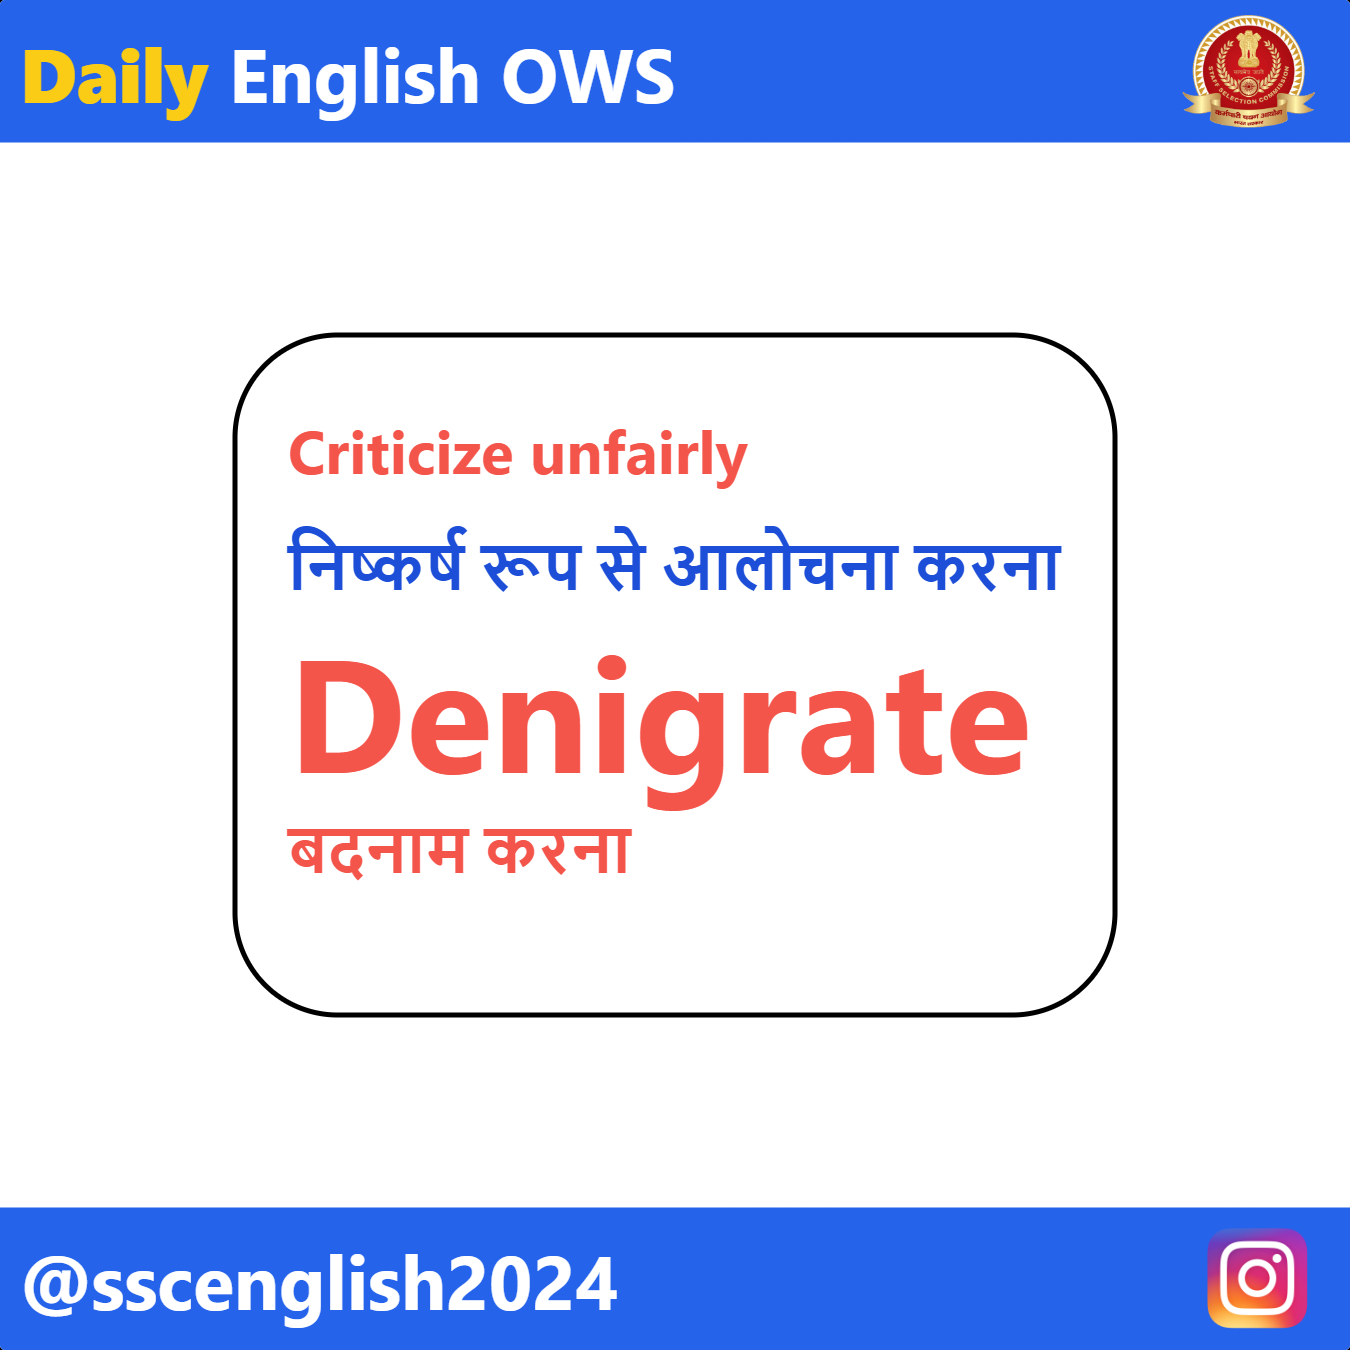 Daily English OWS
STAFF SELECTION COMMISSION
Criticize unfairly
निष्कर्ष रूप से आलोचना करना
Denigrate
बदनाम करना
@sscenglish2024